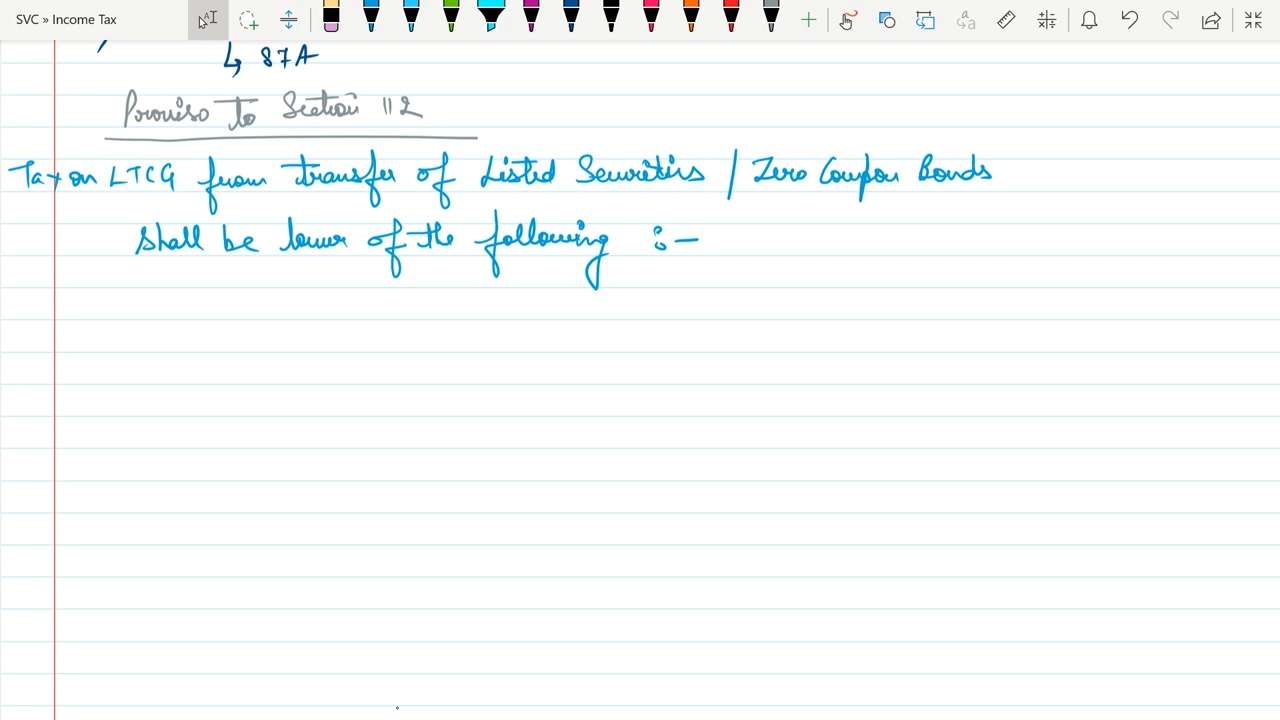 SVC » Income Tax
↳ 87A
Proviso to Section 112
Tax on LTCG from transfer of Listed Securities / Zero Coupon Bonds
shall be lower of the following :-